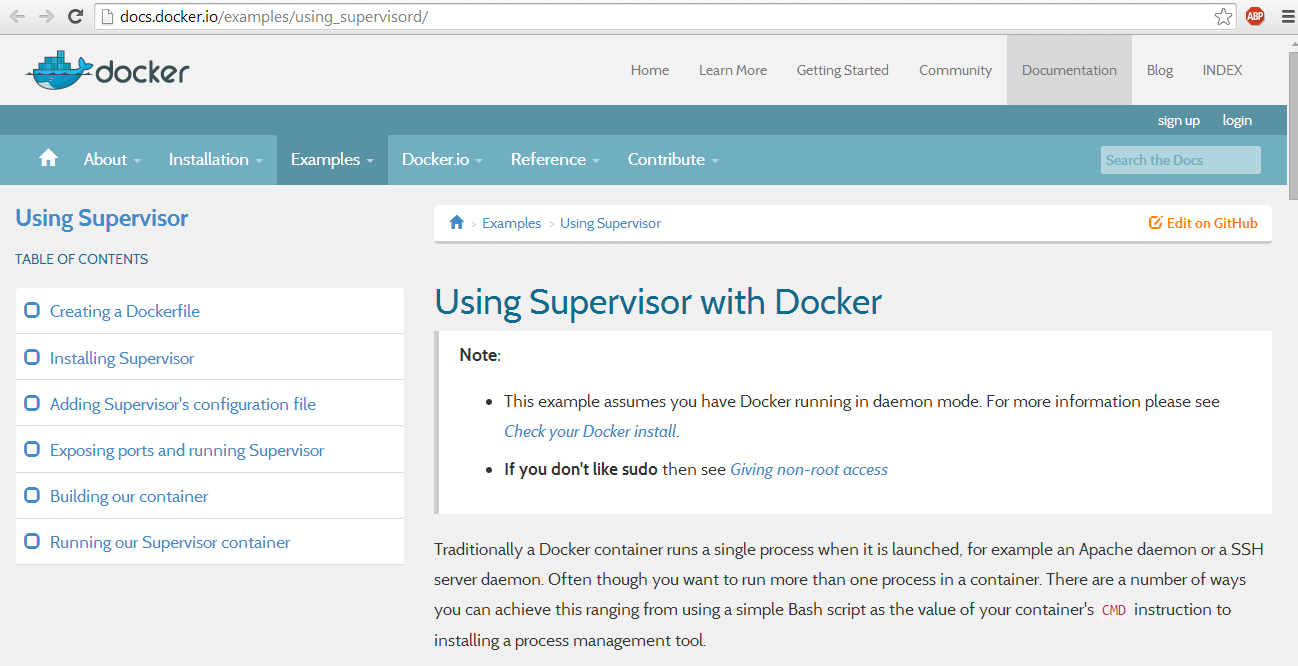 docs.docker.io/examples/using_supervisord/
ABP
docker
Home Learn More Getting Started Community Documentation Blog INDEX
sign up login
About Installation Examples Docker.io Reference Contribute Search the Docs
Using Supervisor
TABLE OF CONTENTS
Creating a Dockerfile
Installing Supervisor
Adding Supervisor's configuration file
Exposing ports and running Supervisor
Building our container
Running our Supervisor container
> Examples > Using Supervisor Edit on GitHub
Using Supervisor with Docker
Note:
• This example assumes you have Docker running in daemon mode. For more information please see
Check your Docker install.
• If you don't like sudo then see Giving non-root access
Traditionally a Docker container runs a single process when it is launched, for example an Apache daemon or a SSH
server daemon. Often though you want to run more than one process in a container. There are a number of ways
you can achieve this ranging from using a simple Bash script as the value of your container's CMD instruction to
installing a process management tool.